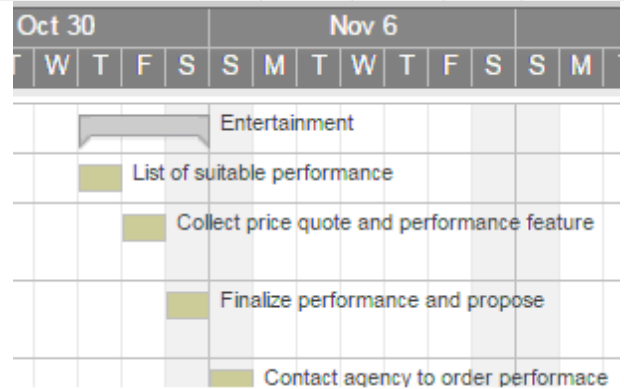 Oct 30 Nov 6
T W T F S S M T W T F S S M
Entertainment
List of suitable performance
Collect price quote and performance feature
Finalize performance and propose
Contact agency to order performace